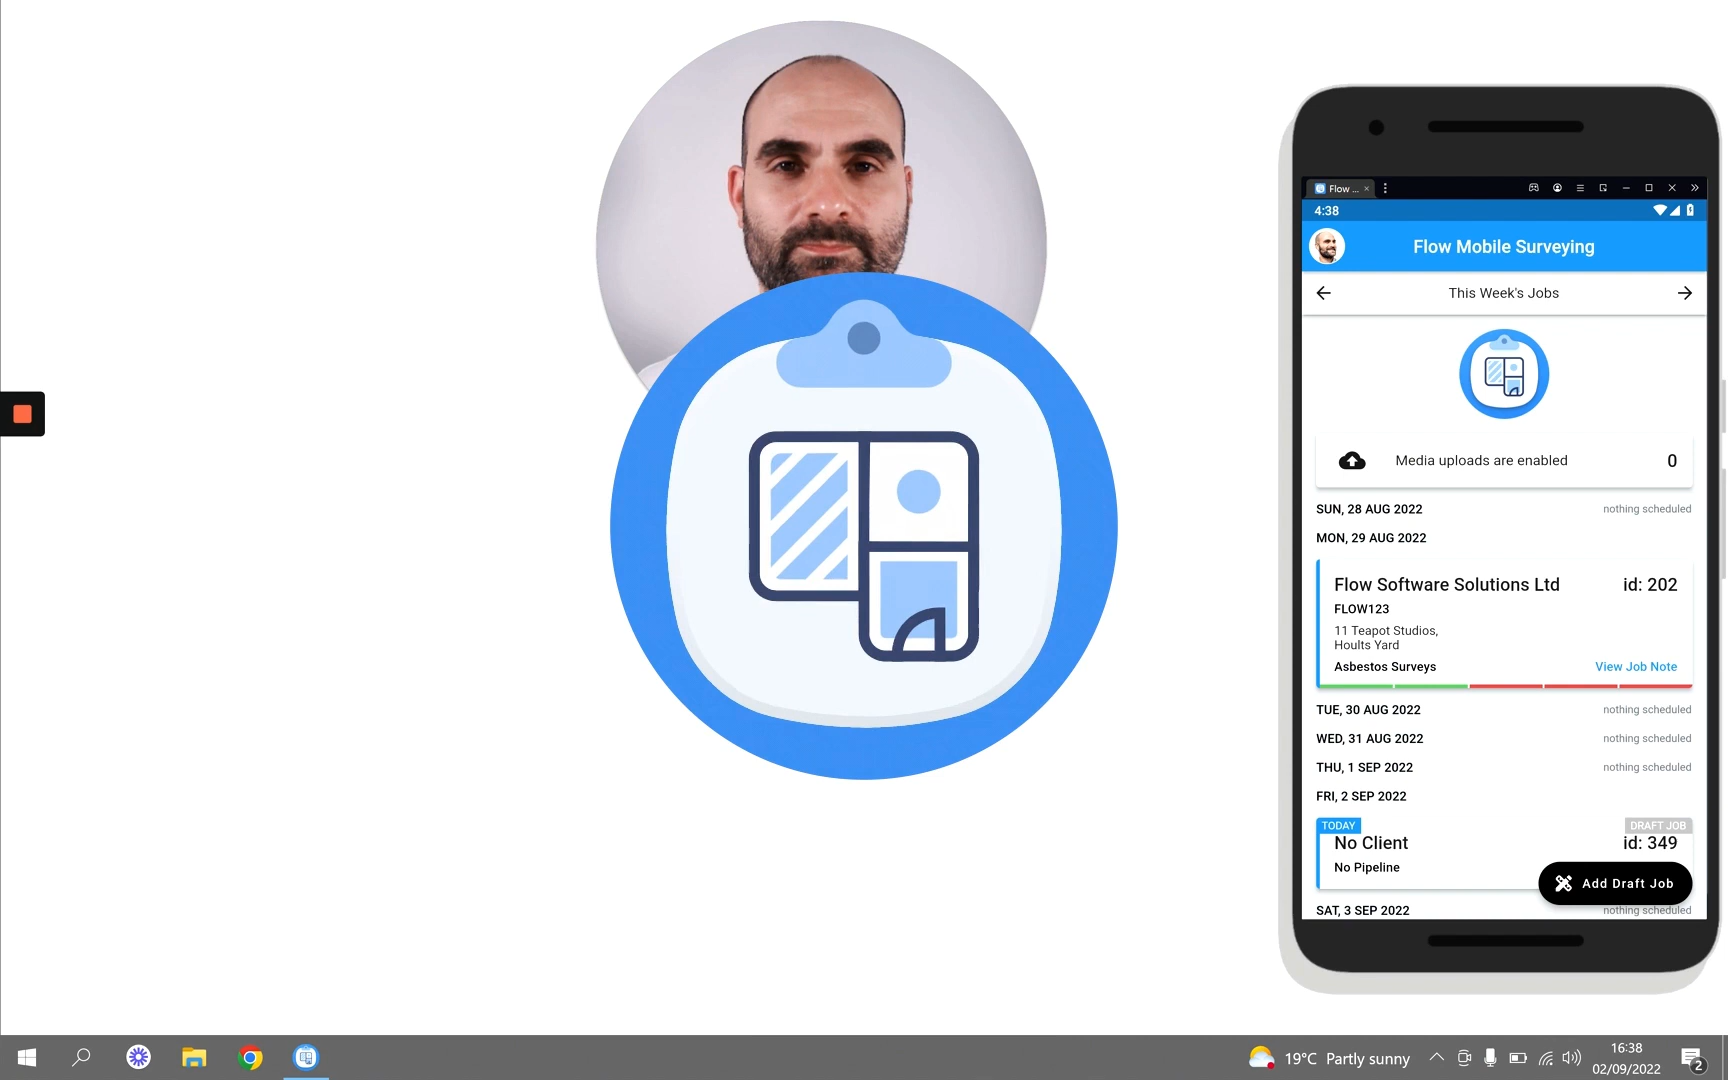 Flow ...
4:38
Flow Mobile Surveying
This Week's Jobs
Media uploads are enabled 0
SUN, 28 AUG 2022 nothing scheduled
MON, 29 AUG 2022
Flow Software Solutions Ltd id: 202
FLOW123
11 Teapot Studios,
Hoults Yard
Asbestos Surveys View Job Note
TUE, 30 AUG 2022 nothing scheduled
WED, 31 AUG 2022 nothing scheduled
THU, 1 SEP 2022 nothing scheduled
FRI, 2 SEP 2022
TODAY DRAFT JOB
No Client id: 349
No Pipeline
Add Draft Job
SAT, 3 SEP 2022 nothing scheduled
19°C Partly sunny
16:38
02/09/2022
2